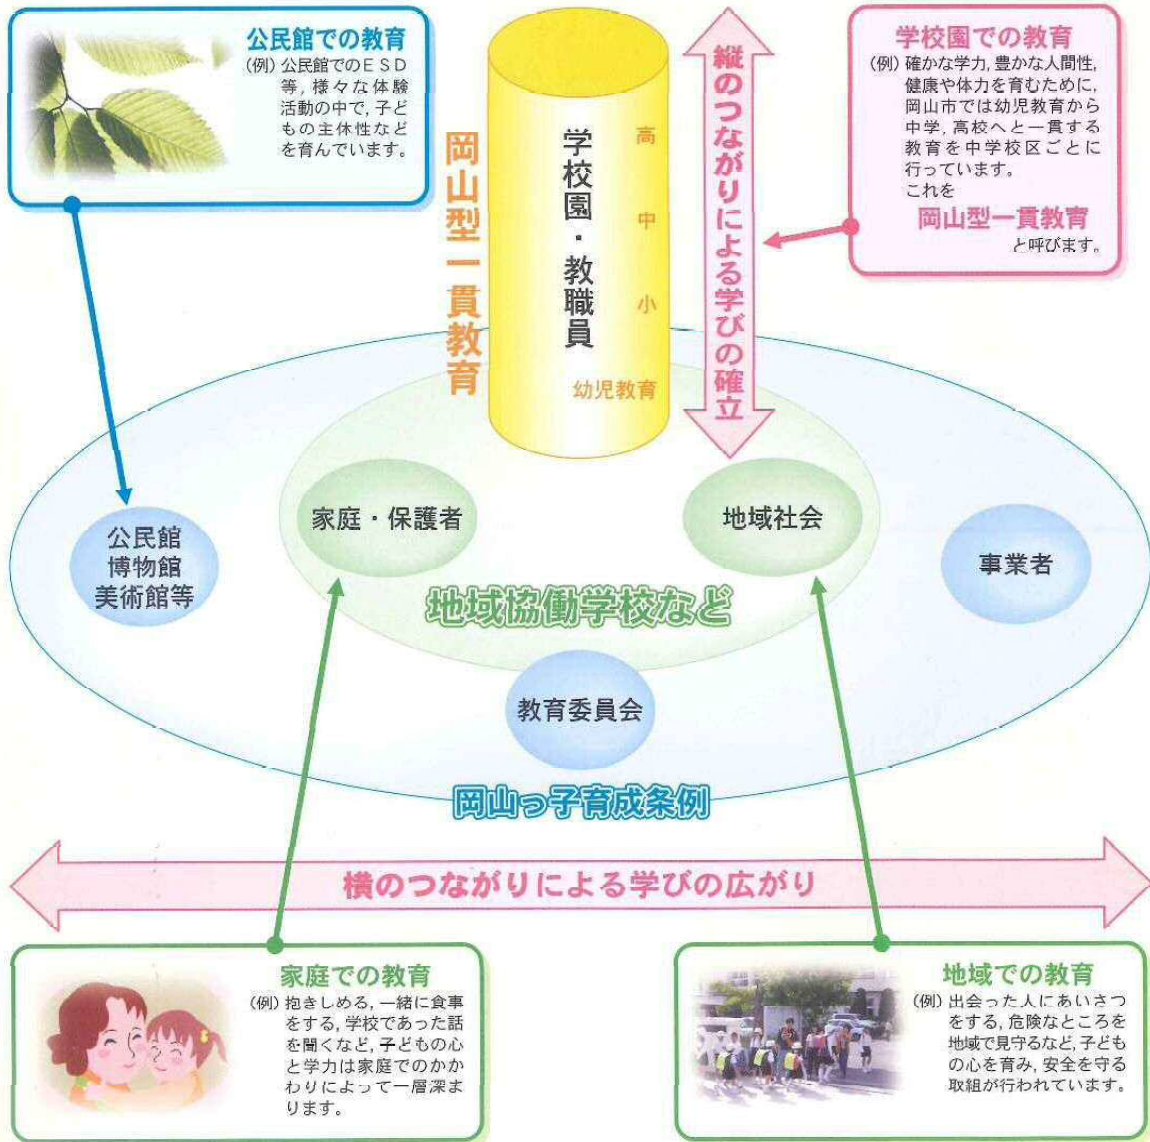 公民館での教育
(例) 公民館でのESD
等, 様々な体験
活動の中で, 子ど
もの主体性など
を育んでいます。
岡山型一貫教育
学校園・教職員
高
中
小
幼児教育
縦のつながりによる学びの確立
学校園での教育
(例) 確かな学力, 豊かな人間性,
健康や体力を育むために,
岡山市では幼児教育から
中学, 高校へと一貫する
教育を中学校区ごとに
行っています。
これを
岡山型一貫教育
と呼びます。
公民館
博物館
美術館等
家庭・保護者
地域社会
事業者
地域協働学校など
教育委員会
岡山っ子育成条例
横のつながりによる学びの広がり
家庭での教育
(例) 抱きしめる, 一緒に食事
をする, 学校であった話
を聞くなど, 子どもの心
と学力は家庭でのかか
わりによって一層深ま
ります。
地域での教育
(例) 出会った人にあいさつ
をする, 危険なところを
地域で見守るなど, 子ども
の心を育み, 安全を守る
取組が行われています。